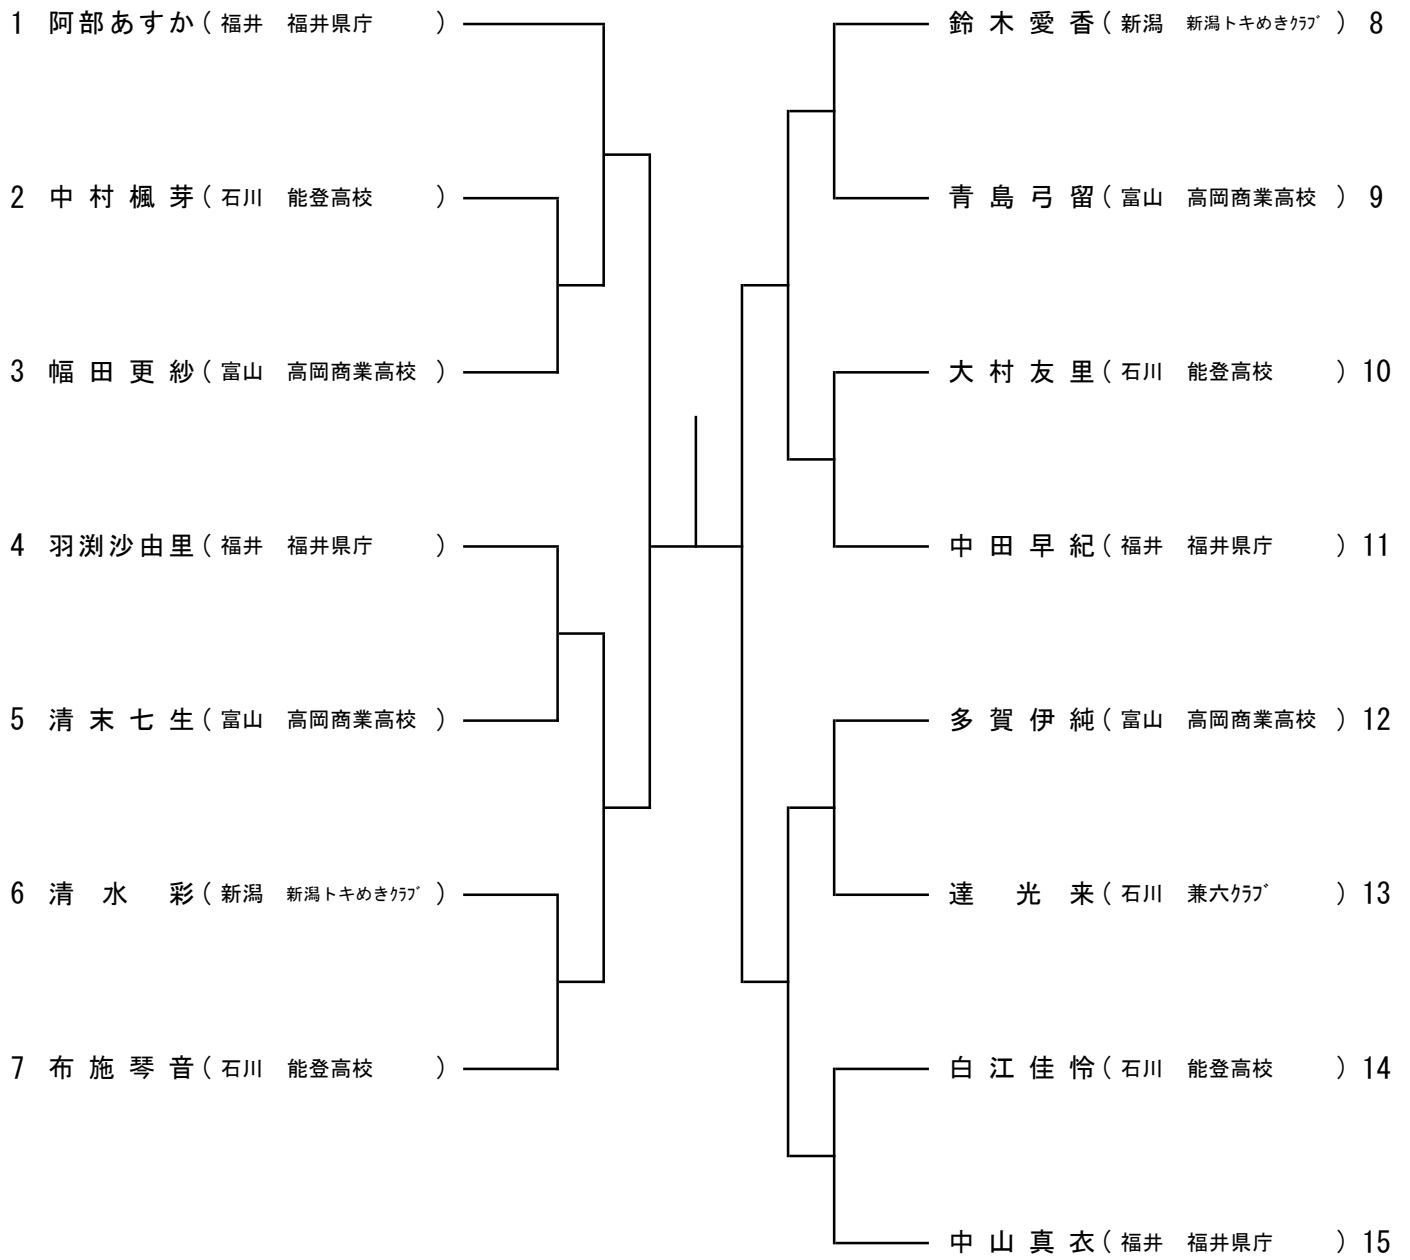 1 阿部あすか ( 福井 福井県庁 )
2 中村楓芽 ( 石川 能登高校 )
3 幅田更紗 ( 富山 高岡商業高校 )
4 羽渕沙由里 ( 福井 福井県庁 )
5 清末七生 ( 富山 高岡商業高校 )
6 清水 彩 ( 新潟 新潟トキめきｸﾗﾌﾞ )
7 布施琴音 ( 石川 能登高校 )
鈴木愛香 ( 新潟 新潟トキめきｸﾗﾌﾞ ) 8
青島弓留 ( 富山 高岡商業高校 ) 9
大村友里 ( 石川 能登高校 ) 10
中田早紀 ( 福井 福井県庁 ) 11
多賀伊純 ( 富山 高岡商業高校 ) 12
達 光来 ( 石川 兼六ｸﾗﾌﾞ ) 13
白江佳怜 ( 石川 能登高校 ) 14
中山真衣 ( 福井 福井県庁 ) 15